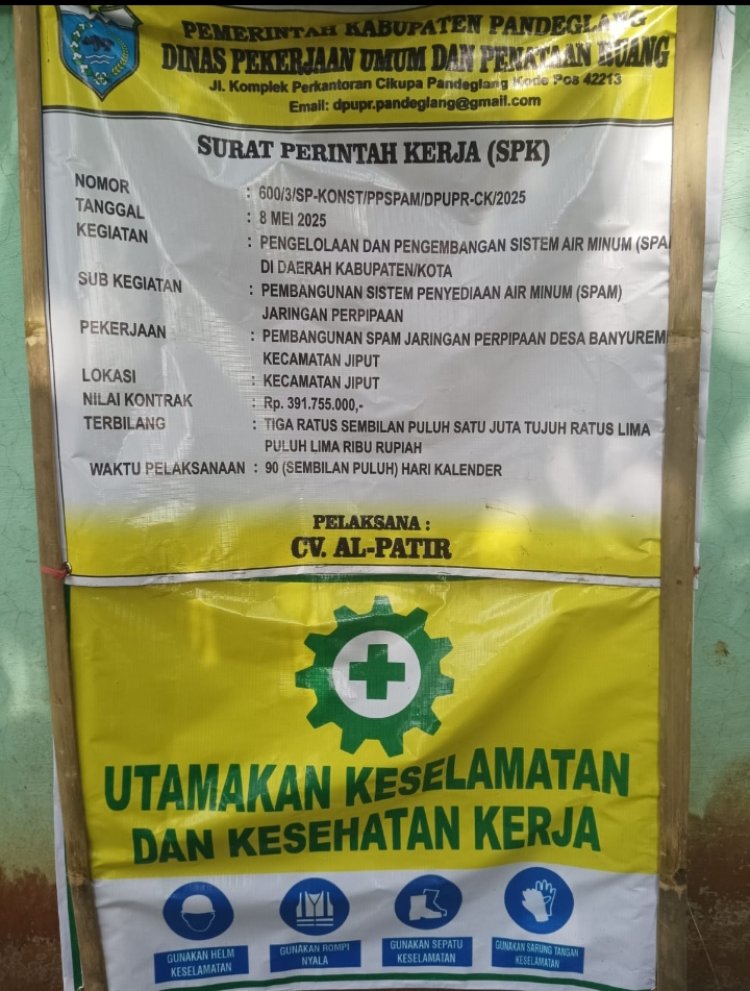 PEMERINTAH KABUPATEN PANDEGLANG
DINAS PEKERJAAN UMUM DAN PENATAAN RUANG
Jl. Komplek Perkantoran Cikupa Pandeglang Kode Pos 42213
Email: dpupr.pandeglang@gmail.com
SURAT PERINTAH KERJA (SPK)
NOMOR : 600/3/SP-KONST/PPSPAM/DPUPR-CK/2025
TANGGAL : 8 MEI 2025
KEGIATAN : PENGELOLAAN DAN PENGEMBANGAN SISTEM AIR MINUM (SPA
DI DAERAH KABUPATEN/KOTA
SUB KEGIATAN : PEMBANGUNAN SISTEM PENYEDIAAN AIR MINUM (SPAM)
JARINGAN PERPIPAAN
PEKERJAAN : PEMBANGUNAN SPAM JARINGAN PERPIPAAN DESA BANYUREM
KECAMATAN JIPUT
LOKASI : KECAMATAN JIPUT
NILAI KONTRAK : Rp. 391.755.000,-
TERBILANG : TIGA RATUS SEMBILAN PULUH SATU JUTA TUJUH RATUS LIMA
PULUH LIMA RIBU RUPIAH
WAKTU PELAKSANAAN : 90 (SEMBILAN PULUH) HARI KALENDER
PELAKSANA :
CV. AL-PATIR
UTAMAKAN KESELAMATAN
DAN KESEHATAN KERJA
GUNAKAN HELM
KESELAMATAN
GUNAKAN ROMPI
NYALA
GUNAKAN SEPATU
KESELAMATAN
GUNAKAN SARUNG TANGAN
KESELAMATAN